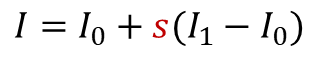 I = I₀ + s(I₁ − I₀)